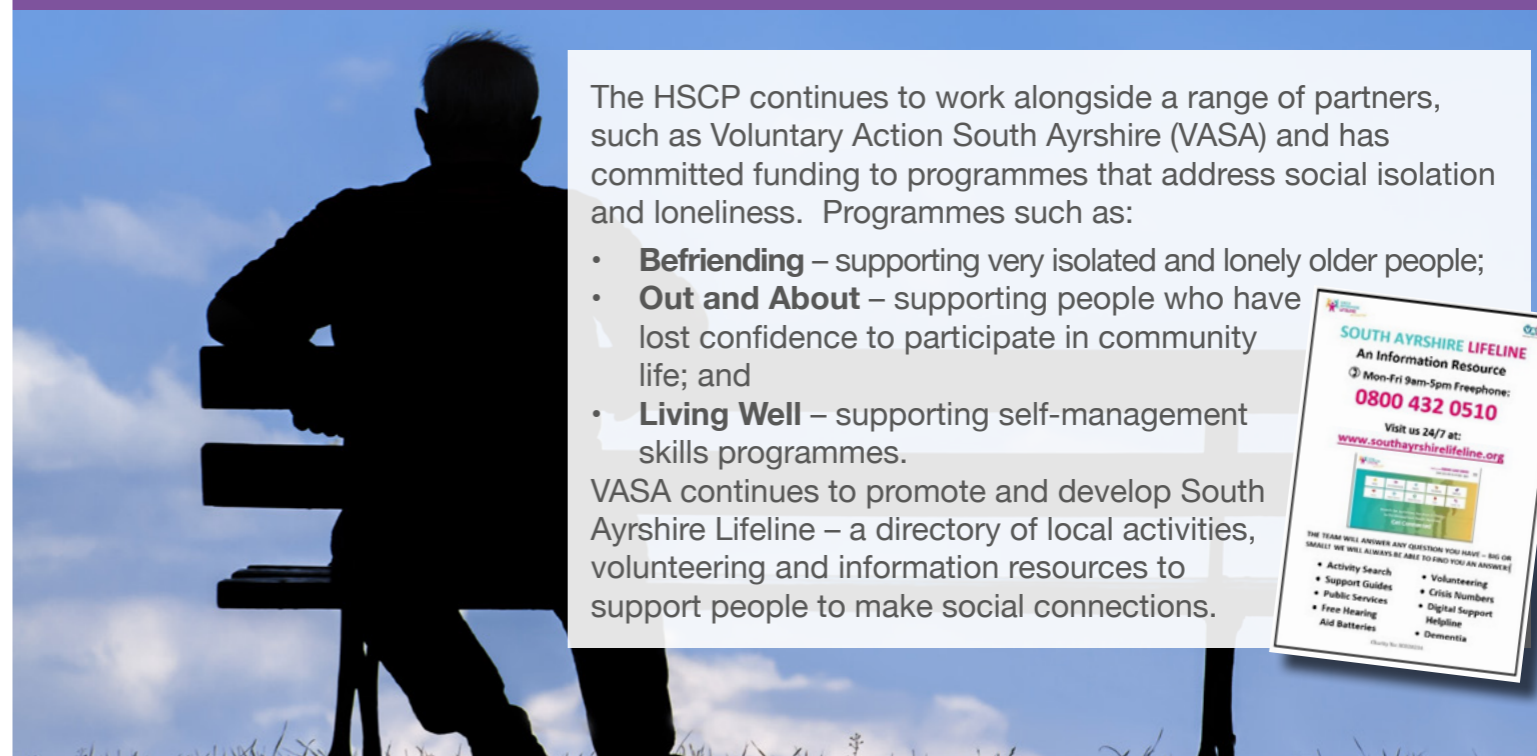 The HSCP continues to work alongside a range of partners,
such as Voluntary Action South Ayrshire (VASA) and has
committed funding to programmes that address social isolation
and loneliness.  Programmes such as:
• Befriending – supporting very isolated and lonely older people;
• Out and About – supporting people who have
lost confidence to participate in community
life; and
• Living Well – supporting self-management
skills programmes.
VASA continues to promote and develop South
Ayrshire Lifeline – a directory of local activities,
volunteering and information resources to
support people to make social connections.
SOUTH AYRSHIRE LIFELINE
An Information Resource
Mon-Fri 9am-5pm Freephone:
0800 432 0510
Visit us 24/7 at:
www.southayrshirelifeline.org
THE TEAM WILL ANSWER ANY QUESTION YOU HAVE – BIG OR
SMALL! WE WILL ALWAYS BE ABLE TO FIND YOU AN ANSWER!
• Activity Search
• Support Guides
• Public Services
• Free Hearing
Aid Batteries
• Volunteering
• Crisis Numbers
• Digital Support
Helpline
• Dementia